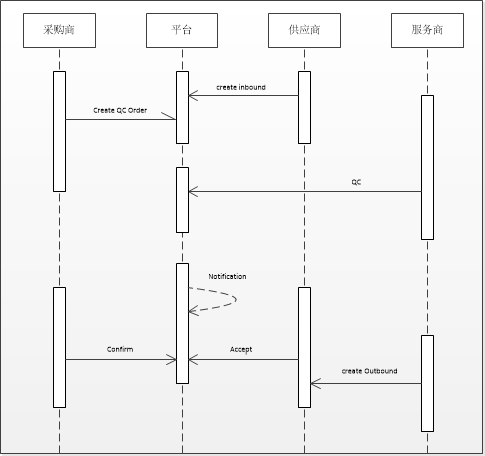 采购商
平台
供应商
服务商
create inbound
Create QC Order
QC
Notification
Confirm
Accept
create Outbound